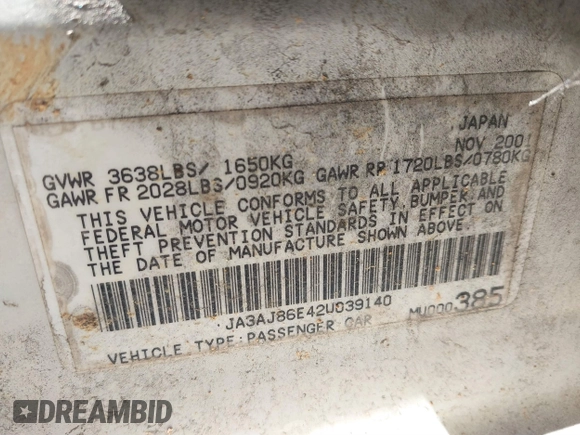 JAPAN
NOV 2001
GVWR 3638LBS/ 1650KG
GAWR FR 2028LBS/0920KG GAWR RR 1720LBS/0780KG
THIS VEHICLE CONFORMS TO ALL APPLICABLE
FEDERAL MOTOR VEHICLE SAFETY, BUMPER, AND
THEFT PREVENTION STANDARDS IN EFFECT ON
THE DATE OF MANUFACTURE SHOWN ABOVE.
JA3AJ86E42U039140
MU000385
VEHICLE TYPE:PASSENGER CAR
DREAMBID